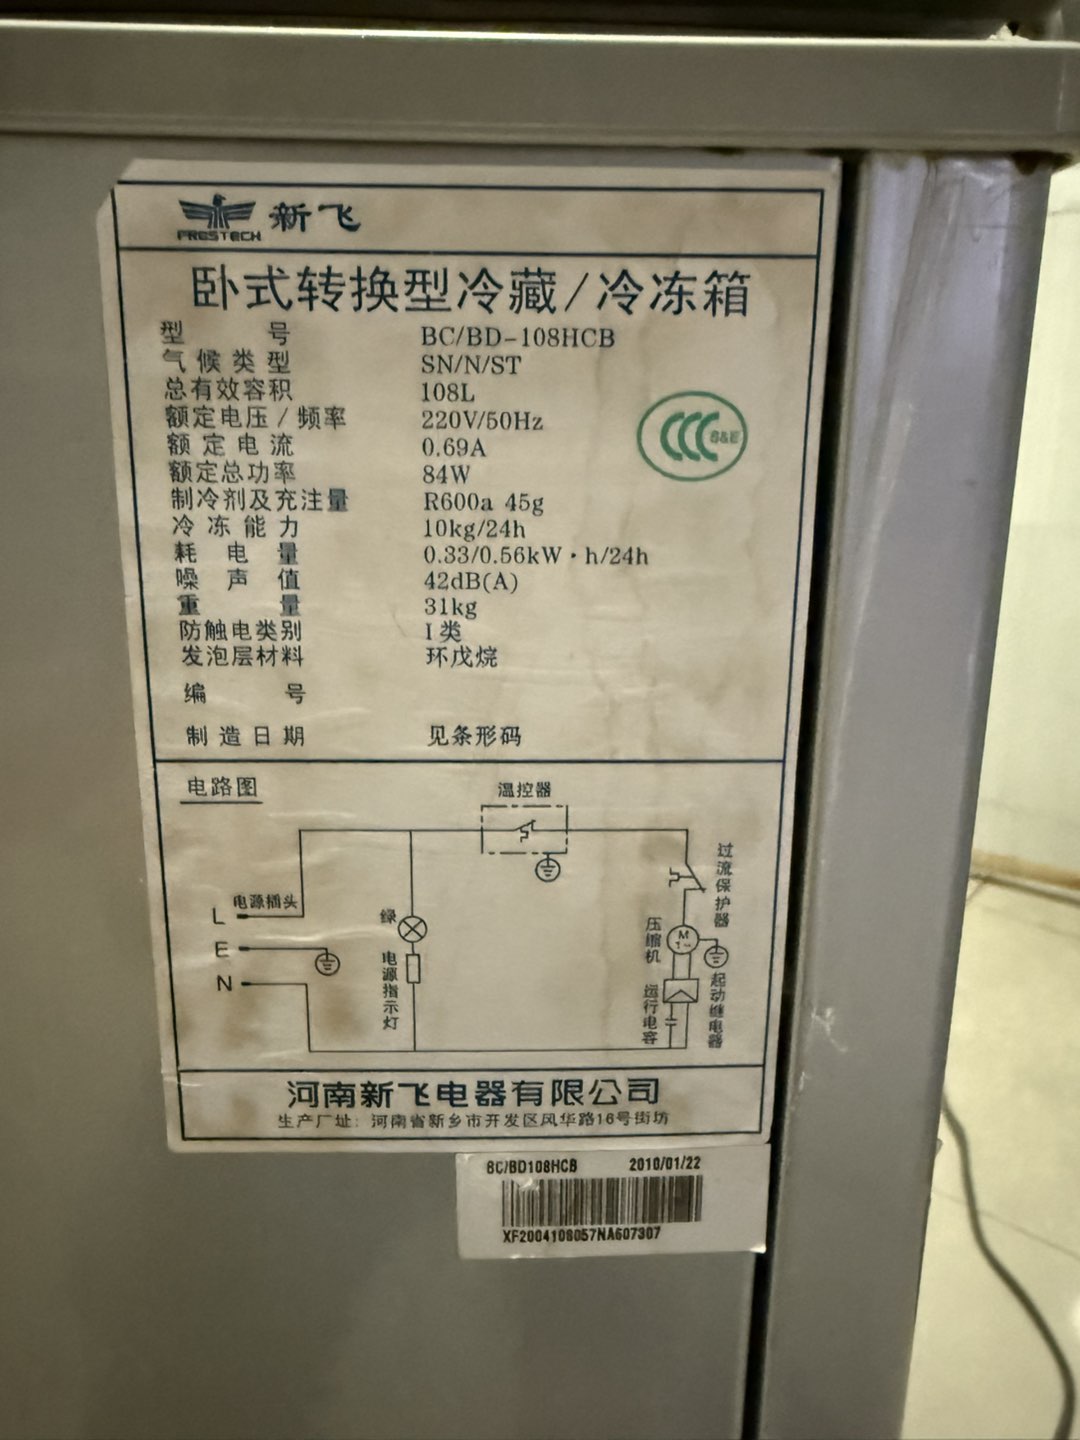 FRESTECH 新飞
卧式转换型冷藏/冷冻箱
型号 BC/BD-108HCB
气候类型 SN/N/ST
总有效容积 108L
额定电压/频率 220V/50Hz
额定电流 0.69A
额定总功率 84W
制冷剂及充注量 R600a 45g
冷冻能力 10kg/24h
耗电量 0.33/0.56kW·h/24h
噪声值 42dB(A)
重量 31kg
防触电类别 I类
发泡层材料 环戊烷
编号
制造日期 见条形码
CCC S&E
电路图
温控器
过流保护器
电源插头
L
E
N
绿
电源指示灯
压缩机
M
1~
运行电容
起动继电器
河南新飞电器有限公司
生产厂址：河南省新乡市开发区风华路16号街坊
BC/BD108HCB 2010/01/22
XF2004108057NA607307